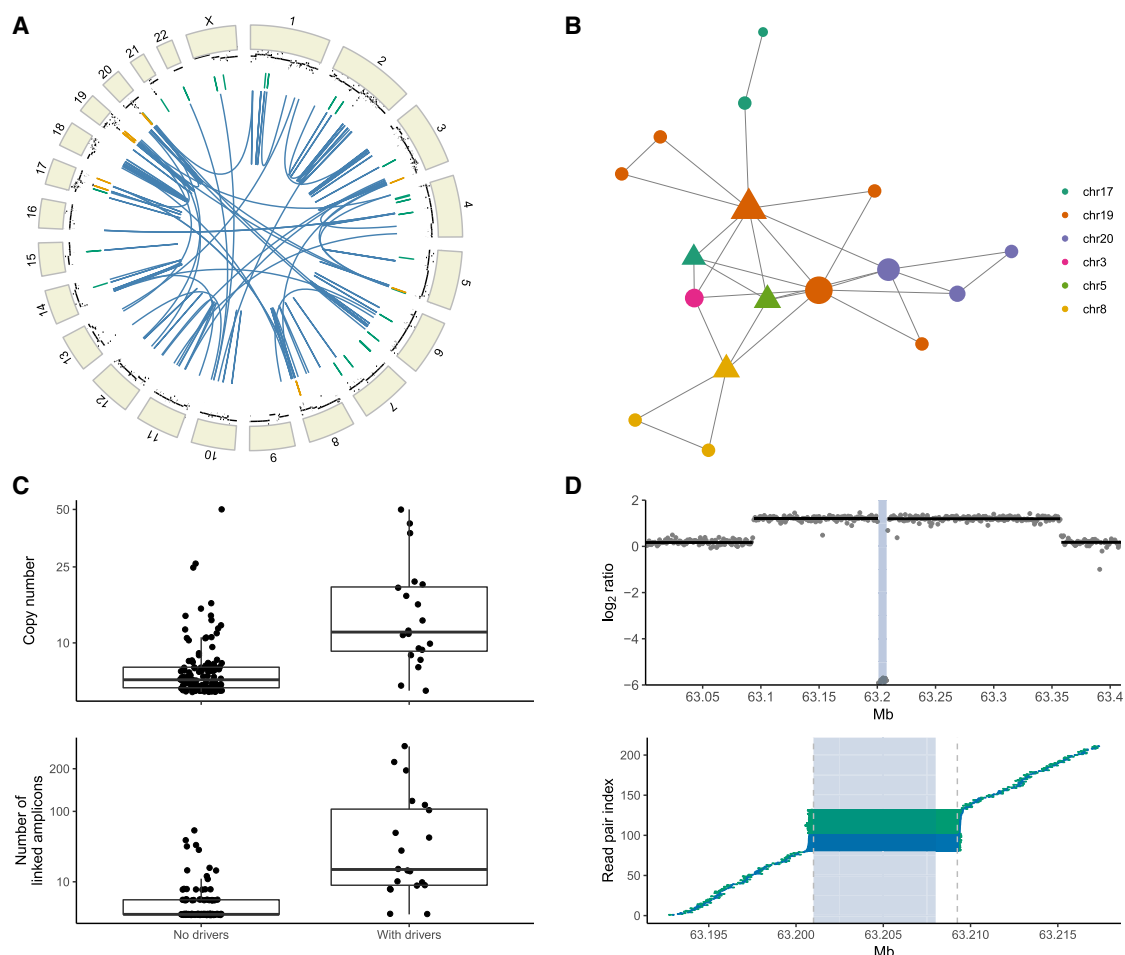 A
1
2
3
4
5
6
7
8
9
10
11
12
13
14
15
16
17
18
19
20
21
22
X
B
chr17
chr19
chr20
chr3
chr5
chr8
C
Copy number
50
25
10
Number of
linked amplicons
200
100
10
No drivers
With drivers
D
log2 ratio
2
0
−2
−4
−6
63.05
63.1
63.15
63.2
63.25
63.3
63.35
63.4
Mb
Read pair index
200
150
100
50
0
63.195
63.200
63.205
63.210
63.215
Mb